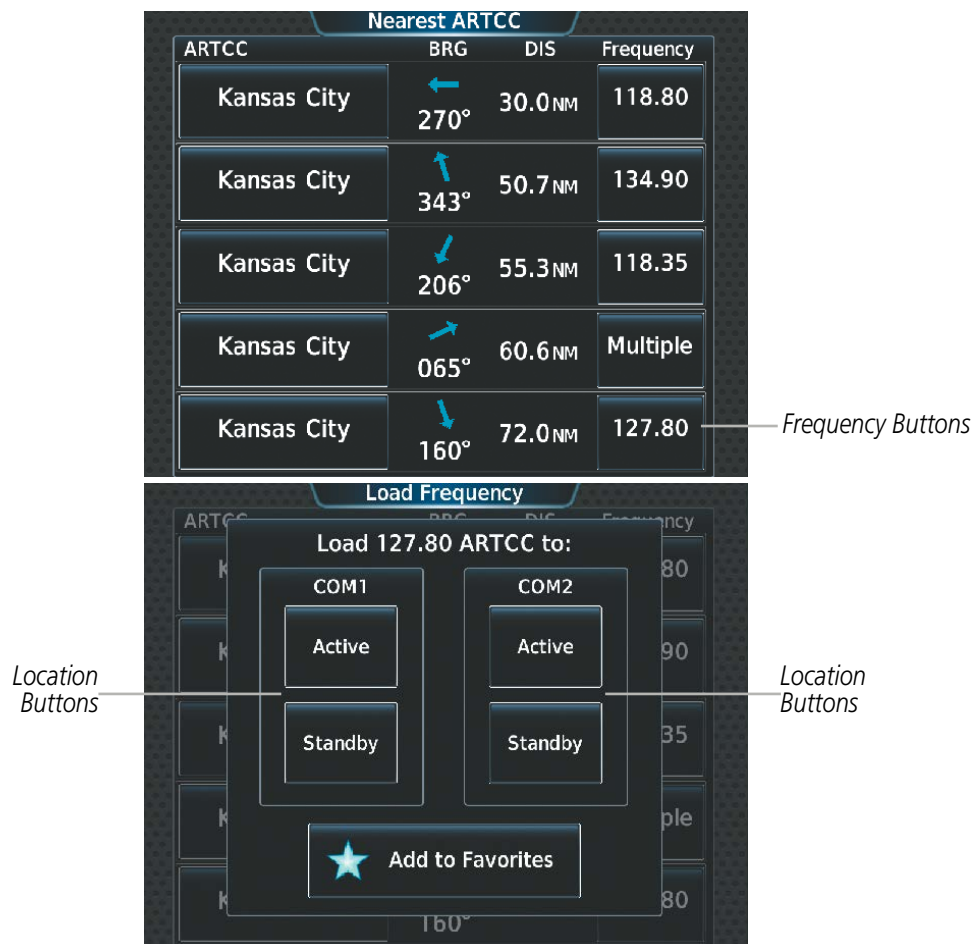 Nearest ARTCC
ARTCC BRG DIS Frequency
Kansas City 270° 30.0NM 118.80
Kansas City 343° 50.7NM 134.90
Kansas City 206° 55.3NM 118.35
Kansas City 065° 60.6NM Multiple
Kansas City 160° 72.0NM 127.80
Frequency Buttons
Load Frequency
Load 127.80 ARTCC to:
COM1 COM2
Active Active
Location Buttons
Location Buttons
Standby Standby
Add to Favorites
160°